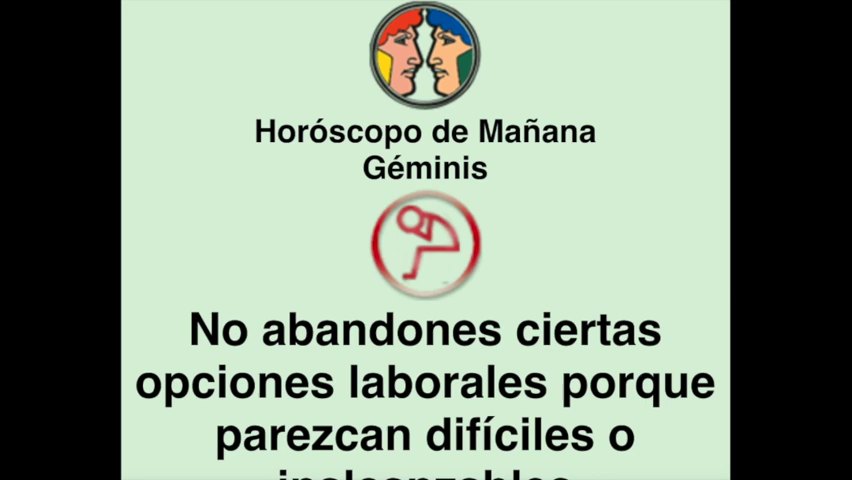 Horóscopo de Mañana
Géminis
No abandones ciertas
opciones laborales porque
parezcan difíciles o